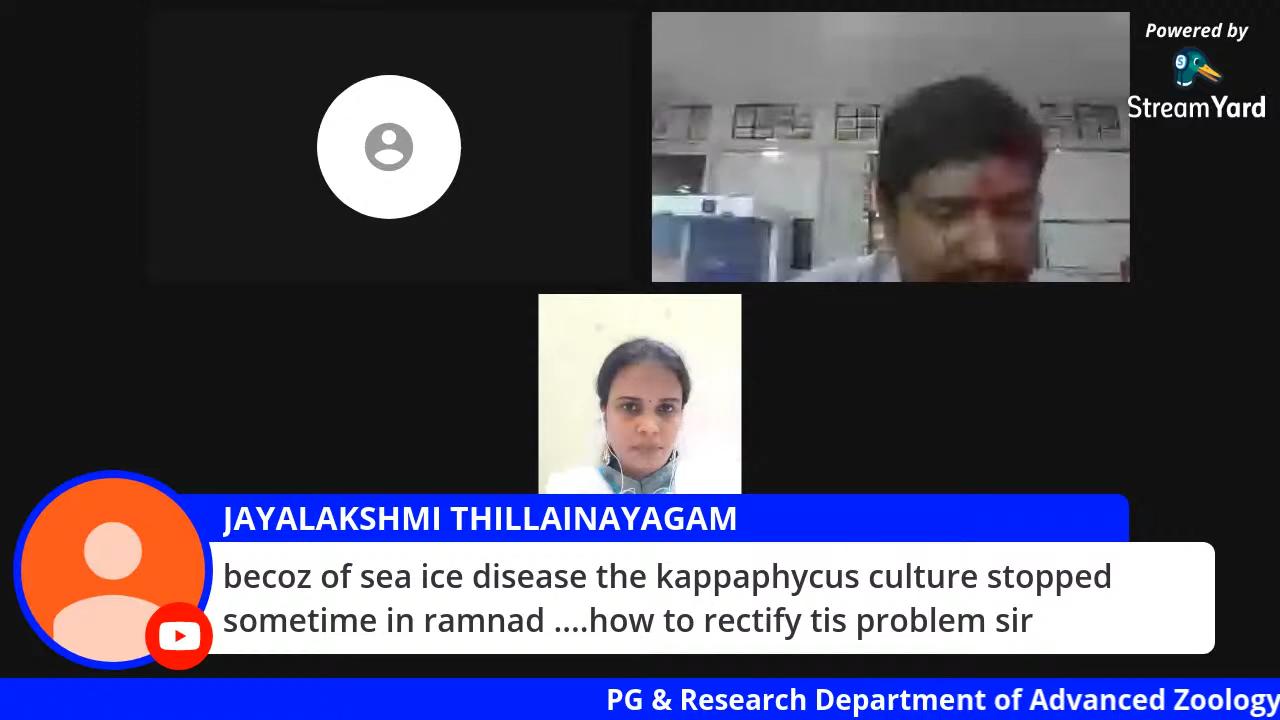 Powered by
StreamYard
JAYALAKSHMI THILLAINAYAGAM
becoz of sea ice disease the kappaphycus culture stopped
sometime in ramnad ....how to rectify tis problem sir
PG & Research Department of Advanced Zoology